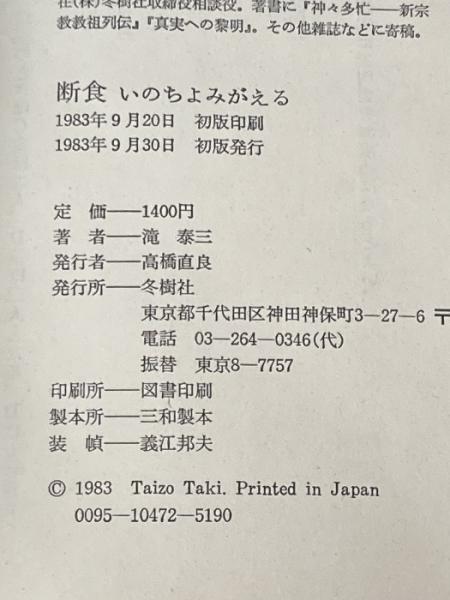 社(株)冬樹社取締役相談役。著書に『神々多忙——新宗
教教祖列伝』『真実への黎明』。その他雑誌などに寄稿。
断食 いのちよみがえる
1983年9月20日 初版印刷
1983年9月30日 初版発行
定 価——1400円
著 者——滝 泰三
発行者——高橋直良
発行所——冬樹社
東京都千代田区神田神保町3—27—6 〒
電話 03—264—0346(代)
振替 東京8—7757
印刷所——図書印刷
製本所——三和製本
装 幀——義江邦夫
© 1983 Taizo Taki. Printed in Japan
0095—10472—5190